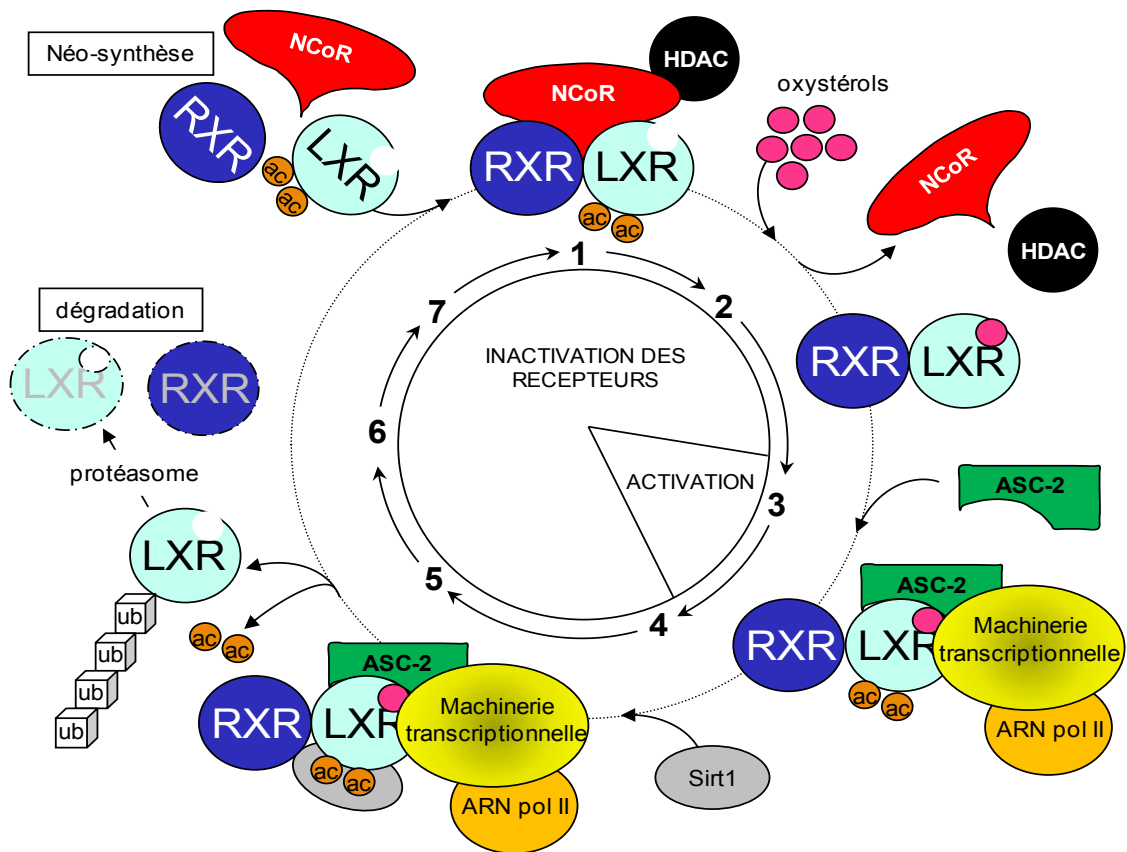 Néo-synthèse
NCoR
RXR
LXR
ac
ac
HDAC
NCoR
RXR
LXR
ac
ac
oxystérols
NCoR
HDAC
1
2
3
4
5
6
7
INACTIVATION DES
RECEPTEURS
ACTIVATION
RXR
LXR
ASC-2
ASC-2
RXR
LXR
Machinerie
transcriptionnelle
ac
ac
ARN pol II
Sirt1
ASC-2
RXR
LXR
Machinerie
transcriptionnelle
ac
ac
ARN pol II
dégradation
LXR
RXR
protéasome
LXR
ub
ub
ub
ub
ac
ac